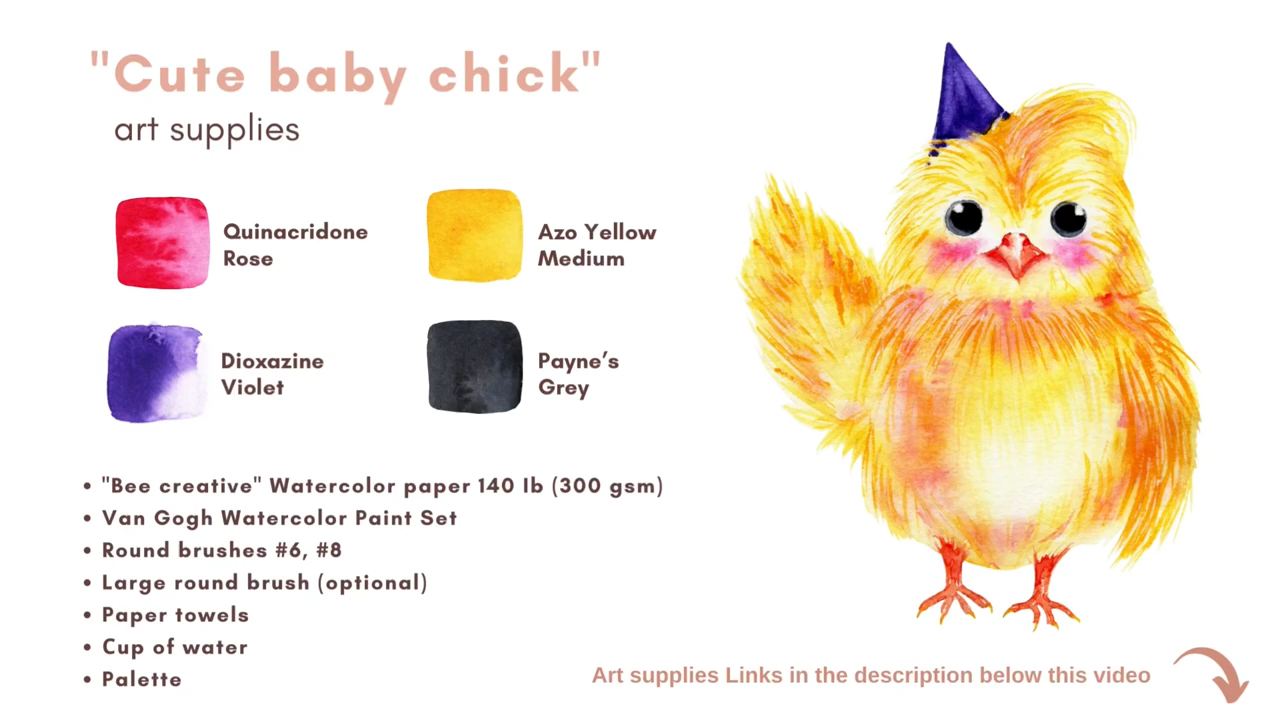 "Cute baby chick"
art supplies
Quinacridone
Rose
Azo Yellow
Medium
Dioxazine
Violet
Payne’s
Grey
• "Bee creative" Watercolor paper 140 Ib (300 gsm)
• Van Gogh Watercolor Paint Set
• Round brushes #6, #8
• Large round brush (optional)
• Paper towels
• Cup of water
• Palette
Art supplies Links in the description below this video